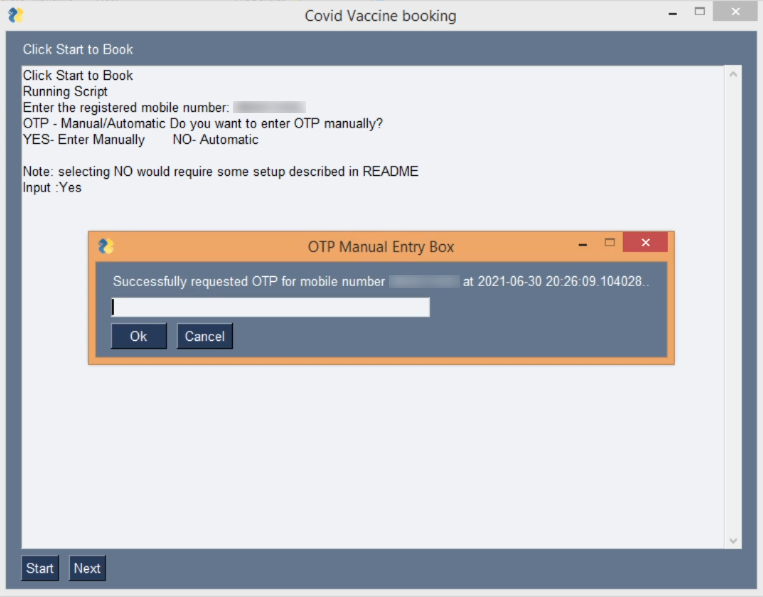 Covid Vaccine booking
Click Start to Book
Click Start to Book
Running Script
Enter the registered mobile number:
OTP - Manual/Automatic Do you want to enter OTP manually?
YES- Enter Manually NO- Automatic
Note: selecting NO would require some setup described in README
Input :Yes
OTP Manual Entry Box
Successfully requested OTP for mobile number at 2021-06-30 20:26:09.104028..
Ok Cancel
Start Next